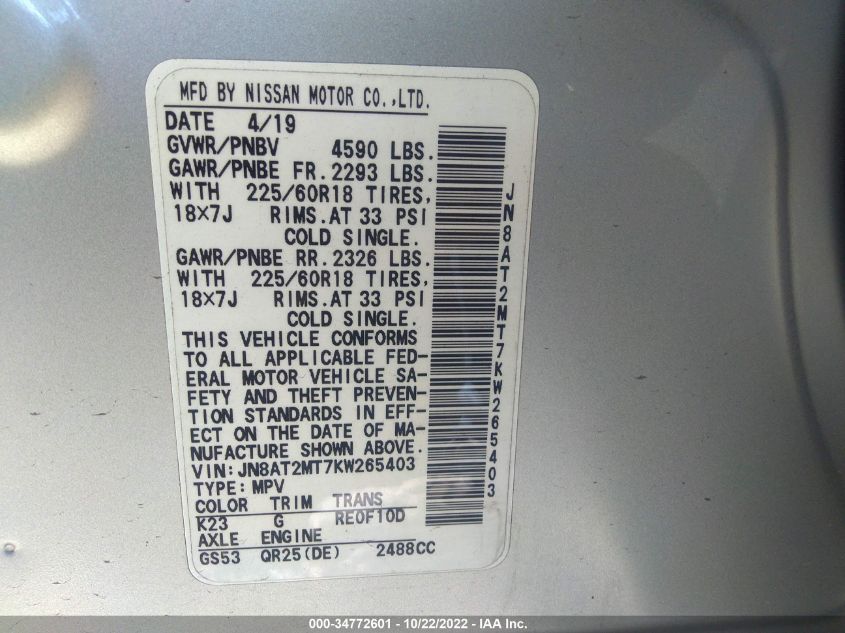 MFD BY NISSAN MOTOR CO.,LTD.
DATE 4/19
GVWR/PNBV 4590 LBS.
GAWR/PNBE FR. 2293 LBS.
WITH 225/60R18 TIRES,
18×7J RIMS. AT 33 PSI
COLD SINGLE.
GAWR/PNBE RR. 2326 LBS.
WITH 225/60R18 TIRES,
18×7J RIMS. AT 33 PSI
COLD SINGLE.
THIS VEHICLE CONFORMS
TO ALL APPLICABLE FED-
ERAL MOTOR VEHICLE SA-
FETY AND THEFT PREVEN-
TION STANDARDS IN EFF-
ECT ON THE DATE OF MA-
NUFACTURE SHOWN ABOVE.
VIN: JN8AT2MT7KW265403
TYPE: MPV
COLOR TRIM TRANS
K23 G RE0F10D
AXLE ENGINE
GS53 QR25(DE) 2488CC
JN8AT2MT7KW265403
000-34772601 - 10/22/2022 - IAA Inc.